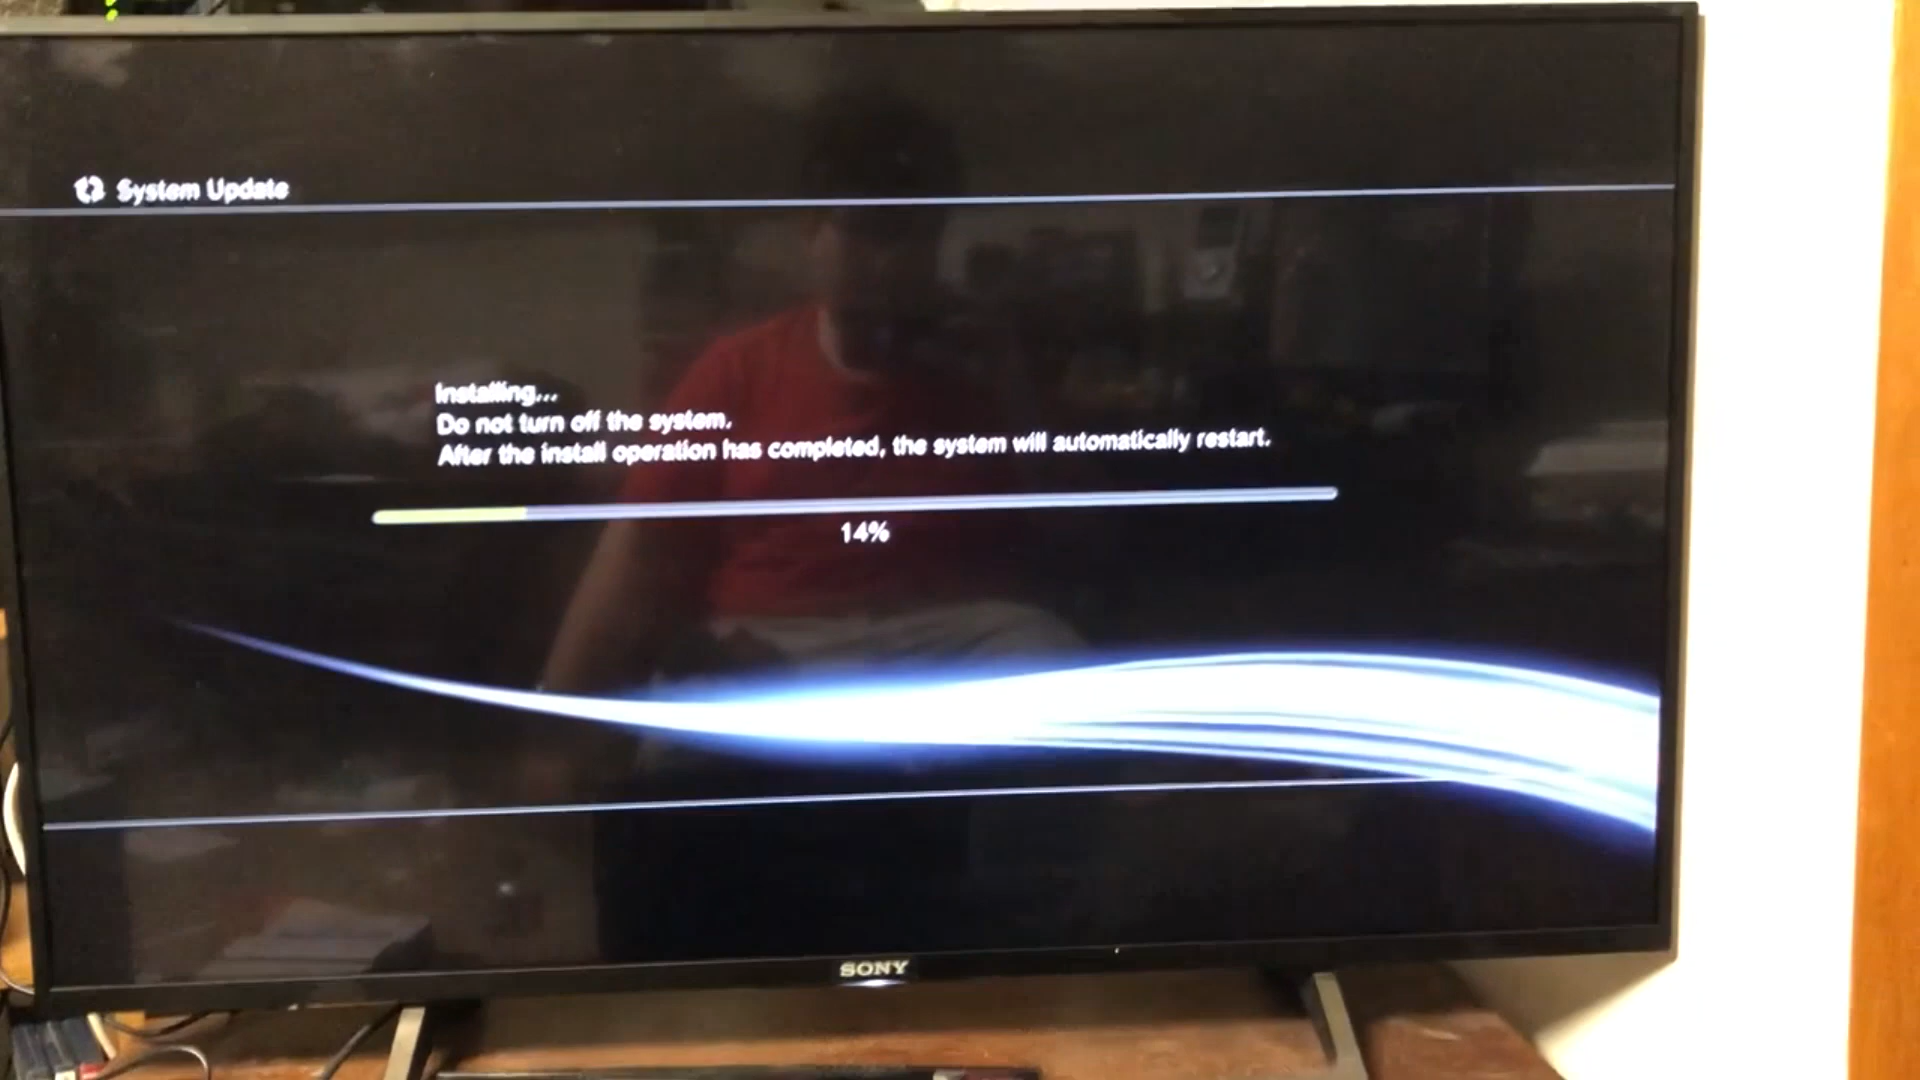 System Update
Installing...
Do not turn off the system.
After the install operation has completed, the system will automatically restart.
14%
SONY